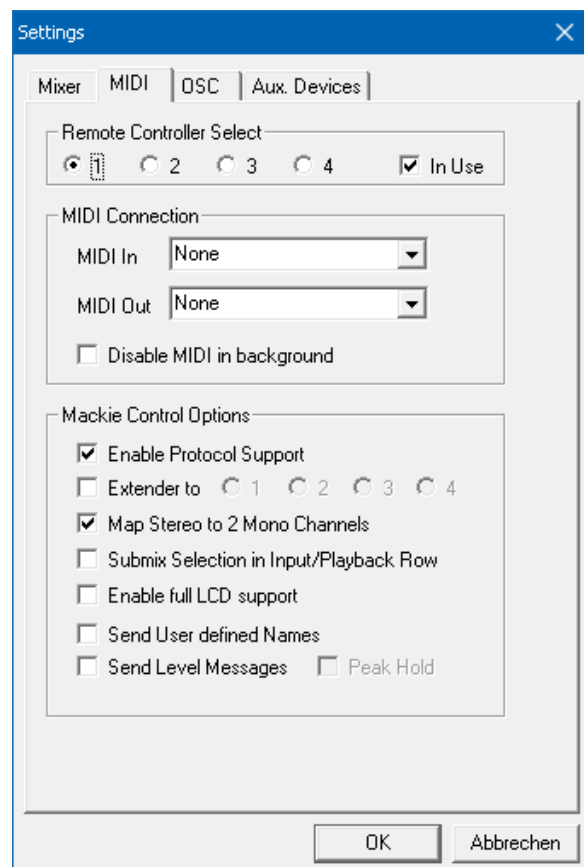 Settings
Mixer MIDI OSC Aux. Devices
Remote Controller Select
1 2 3 4 In Use
MIDI Connection
MIDI In None
MIDI Out None
Disable MIDI in background
Mackie Control Options
Enable Protocol Support
Extender to 1 2 3 4
Map Stereo to 2 Mono Channels
Submix Selection in Input/Playback Row
Enable full LCD support
Send User defined Names
Send Level Messages Peak Hold
OK Abbrechen